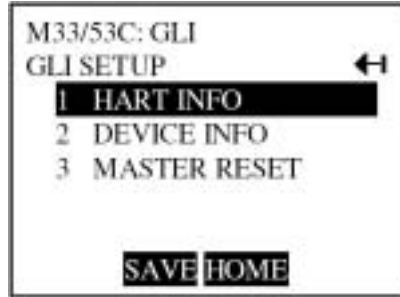 M33/53C: GLI
GLI SETUP
1 HART INFO
2 DEVICE INFO
3 MASTER RESET
SAVE HOME